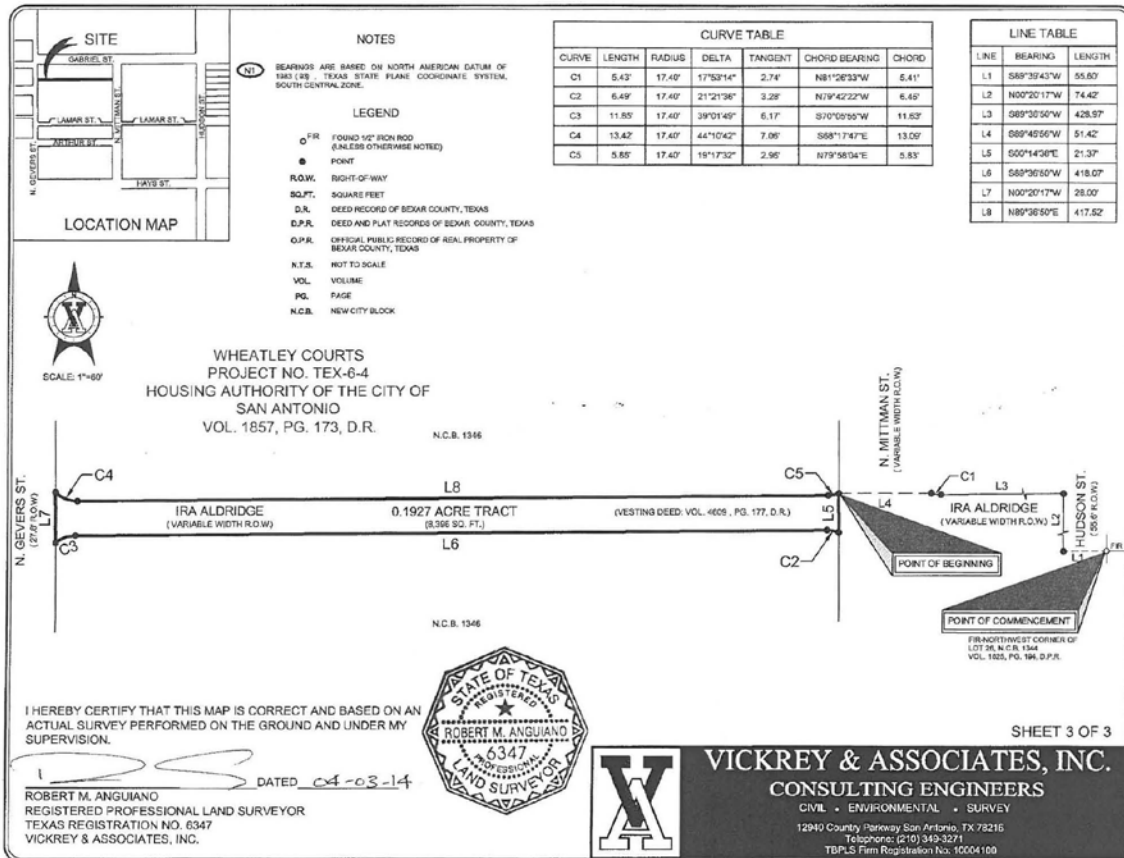 SITE
GABRIEL ST.
N. MITTMAN ST.
HUDSON ST.
LAMAR ST.
LAMAR ST.
ARTHUR ST.
N. GEVERS ST.
HAYS ST.
LOCATION MAP
NOTES
N1 BEARINGS ARE BASED ON NORTH AMERICAN DATUM OF
1983 (93), TEXAS STATE PLANE COORDINATE SYSTEM,
SOUTH CENTRAL ZONE.
LEGEND
FIR FOUND 1/2" IRON ROD
(UNLESS OTHERWISE NOTED)
POINT
R.O.W. RIGHT-OF-WAY
SQ.FT. SQUARE FEET
D.R. DEED RECORD OF BEXAR COUNTY, TEXAS
D.P.R. DEED AND PLAT RECORDS OF BEXAR COUNTY, TEXAS
O.P.R. OFFICIAL PUBLIC RECORD OF REAL PROPERTY OF
BEXAR COUNTY, TEXAS
N.T.S. NOT TO SCALE
VOL. VOLUME
PG. PAGE
N.C.B. NEW CITY BLOCK
CURVE TABLE
CURVE LENGTH RADIUS DELTA TANGENT CHORD BEARING CHORD
C1 5.43' 17.40' 17°53'14" 2.74' N81°26'33"W 5.41'
C2 6.49' 17.40' 21°21'36" 3.28' N79°42'22"W 6.45'
C3 11.85' 17.40' 39°01'49" 6.17' S70°05'55"W 11.63'
C4 13.42' 17.40' 44°10'42" 7.06' S68°17'47"E 13.09'
C5 5.86' 17.40' 19°17'32" 2.96' N79°58'04"E 5.83'
LINE TABLE
LINE BEARING LENGTH
L1 S89°39'43"W 55.60'
L2 N00°20'17"W 74.42'
L3 S89°36'50"W 428.97'
L4 S89°45'56"W 51.42'
L5 S00°14'38"E 21.37'
L6 S89°36'50"W 418.07'
L7 N00°20'17"W 28.00'
L8 N89°36'50"E 417.52'
N
SCALE: 1"=60'
WHEATLEY COURTS
PROJECT NO. TEX-6-4
HOUSING AUTHORITY OF THE CITY OF
SAN ANTONIO
VOL. 1857, PG. 173, D.R.
N.C.B. 1346
N. MITTMAN ST.
(VARIABLE WIDTH R.O.W.)
N. GEVERS ST.
(27.8' R.O.W.)
C4
L8
C5
C1
L3
L7
IRA ALDRIDGE
(VARIABLE WIDTH R.O.W)
0.1927 ACRE TRACT
(8,396 SQ. FT.)
(VESTING DEED: VOL. 4609, PG. 177, D.R.)
L5
L4
IRA ALDRIDGE
(VARIABLE WIDTH R.O.W)
L2
HUDSON ST.
(55.6' R.O.W.)
C3
L6
C2
L1
FIR
POINT OF BEGINNING
POINT OF COMMENCEMENT
FIR-NORTHWEST CORNER OF
LOT 26, N.C.B. 1344
VOL. 1625, PG. 194, D.P.R.
N.C.B. 1346
I HEREBY CERTIFY THAT THIS MAP IS CORRECT AND BASED ON AN
ACTUAL SURVEY PERFORMED ON THE GROUND AND UNDER MY
SUPERVISION.
DATED 04-03-14
ROBERT M. ANGUIANO
REGISTERED PROFESSIONAL LAND SURVEYOR
TEXAS REGISTRATION NO. 6347
VICKREY & ASSOCIATES, INC.
STATE OF TEXAS
REGISTERED
ROBERT M. ANGUIANO
6347
PROFESSIONAL
LAND SURVEYOR
SHEET 3 OF 3
VA
VICKREY & ASSOCIATES, INC.
CONSULTING ENGINEERS
CIVIL • ENVIRONMENTAL • SURVEY
12940 Country Parkway San Antonio, TX 78216
Telephone: (210) 349-3271
TBPLS Firm Registration No: 10004100